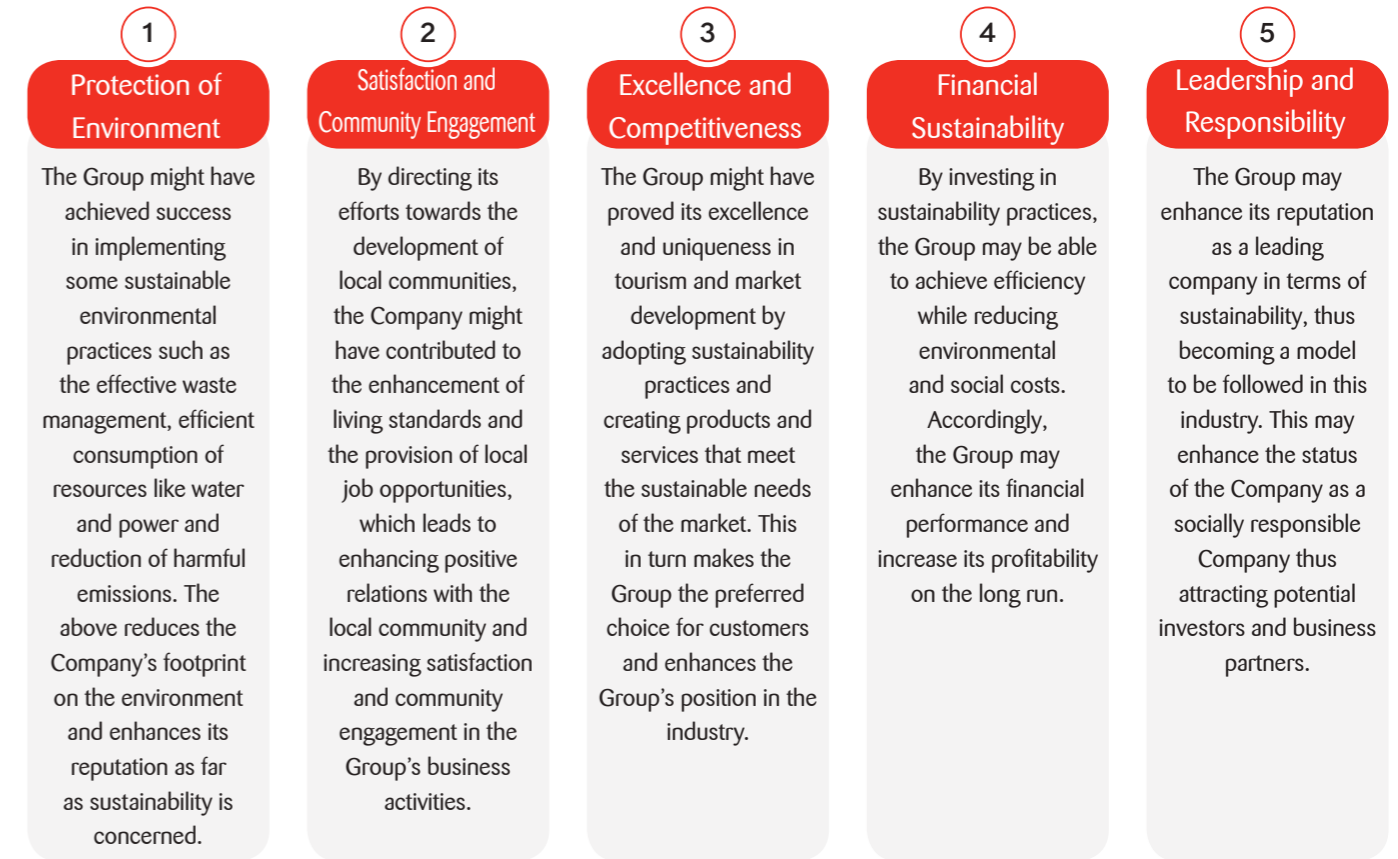 1
Protection of
Environment
The Group might have
achieved success
in implementing
some sustainable
environmental
practices such as
the effective waste
management, efficient
consumption of
resources like water
and power and
reduction of harmful
emissions. The
above reduces the
Company's footprint
on the environment
and enhances its
reputation as far
as sustainability is
concerned.
2
Satisfaction and
Community Engagement
By directing its
efforts towards the
development of
local communities,
the Company might
have contributed to
the enhancement of
living standards and
the provision of local
job opportunities,
which leads to
enhancing positive
relations with the
local community and
increasing satisfaction
and community
engagement in the
Group's business
activities.
3
Excellence and
Competitiveness
The Group might have
proved its excellence
and uniqueness in
tourism and market
development by
adopting sustainability
practices and
creating products and
services that meet
the sustainable needs
of the market. This
in turn makes the
Group the preferred
choice for customers
and enhances the
Group's position in the
industry.
4
Financial
Sustainability
By investing in
sustainability practices,
the Group may be able
to achieve efficiency
while reducing
environmental
and social costs.
Accordingly,
the Group may
enhance its financial
performance and
increase its profitability
on the long run.
5
Leadership and
Responsibility
The Group may
enhance its reputation
as a leading
company in terms of
sustainability, thus
becoming a model
to be followed in this
industry. This may
enhance the status
of the Company as a
socially responsible
Company thus
attracting potential
investors and business
partners.